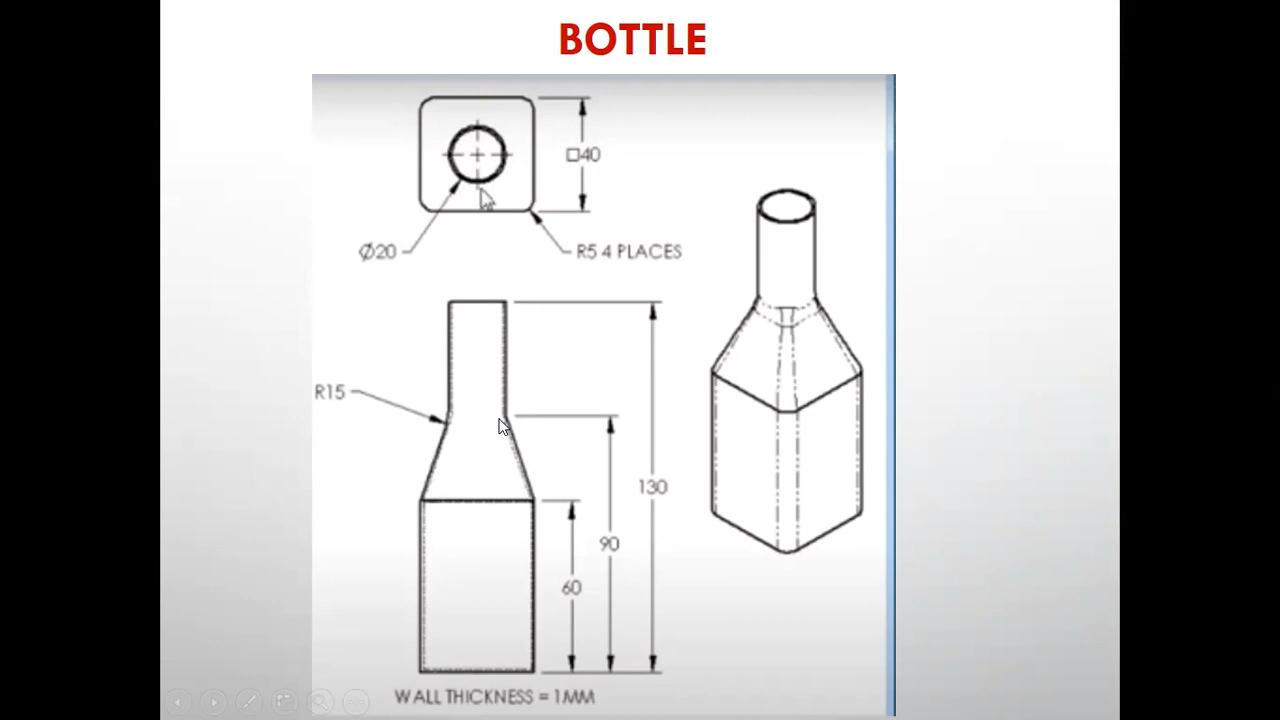 BOTTLE
□40
Ø20
R5 4 PLACES
R15
130
90
60
WALL THICKNESS = 1MM